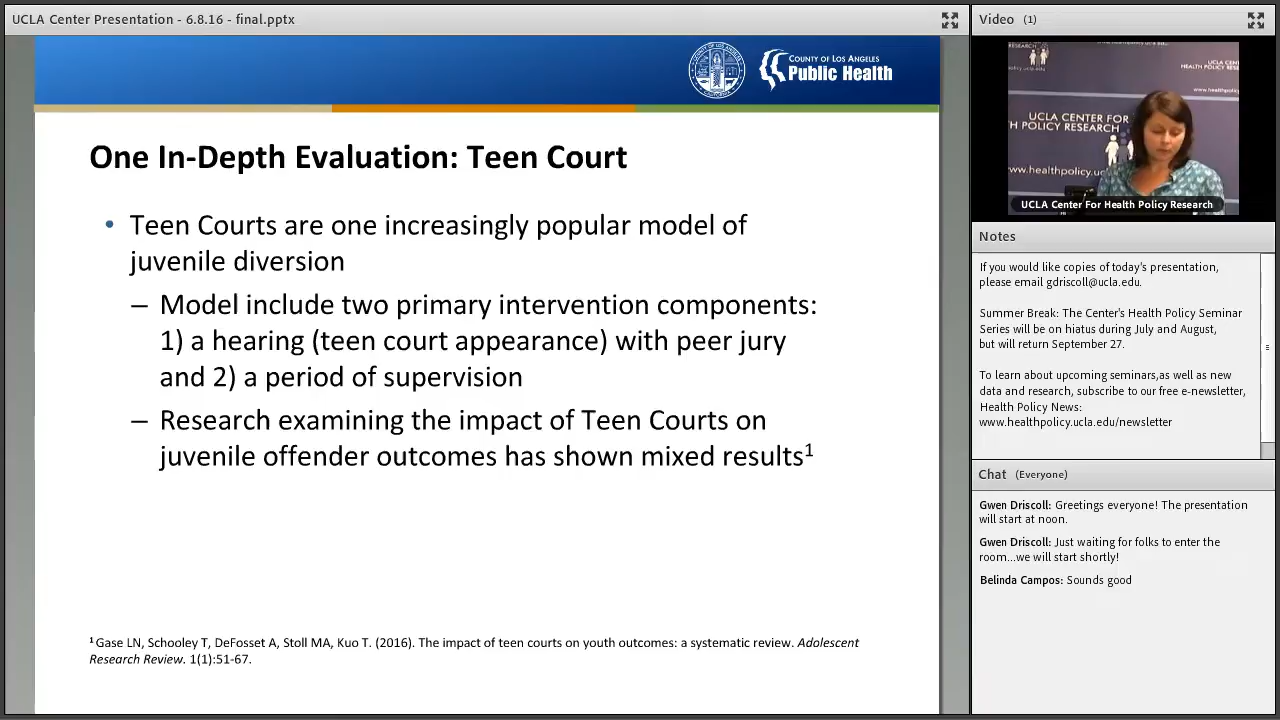 UCLA Center Presentation - 6.8.16 - final.pptx
COUNTY OF LOS ANGELES
Public Health
One In-Depth Evaluation: Teen Court
• Teen Courts are one increasingly popular model of
juvenile diversion
– Model include two primary intervention components:
1) a hearing (teen court appearance) with peer jury
and 2) a period of supervision
– Research examining the impact of Teen Courts on
juvenile offender outcomes has shown mixed results¹
¹ Gase LN, Schooley T, DeFosset A, Stoll MA, Kuo T. (2016). The impact of teen courts on youth outcomes: a systematic review. Adolescent
Research Review. 1(1):51-67.
Video (1)
RESEARCH
policy.ucla.edu
UCLA CEN
HEALTH POLICY
www.healthpolicy
UCLA CENTER FOR
H POLICY RESEARCH
www.healthpolicy.uc
UCLA Center For Health Policy Research
Notes
If you would like copies of today's presentation,
please email gdriscoll@ucla.edu.
Summer Break: The Center's Health Policy Seminar
Series will be on hiatus during July and August,
but will return September 27.
To learn about upcoming seminars,as well as new
data and research, subscribe to our free e-newsletter,
Health Policy News:
www.healthpolicy.ucla.edu/newsletter
Chat (Everyone)
Gwen Driscoll: Greetings everyone! The presentation
will start at noon.
Gwen Driscoll: Just waiting for folks to enter the
room...we will start shortly!
Belinda Campos: Sounds good